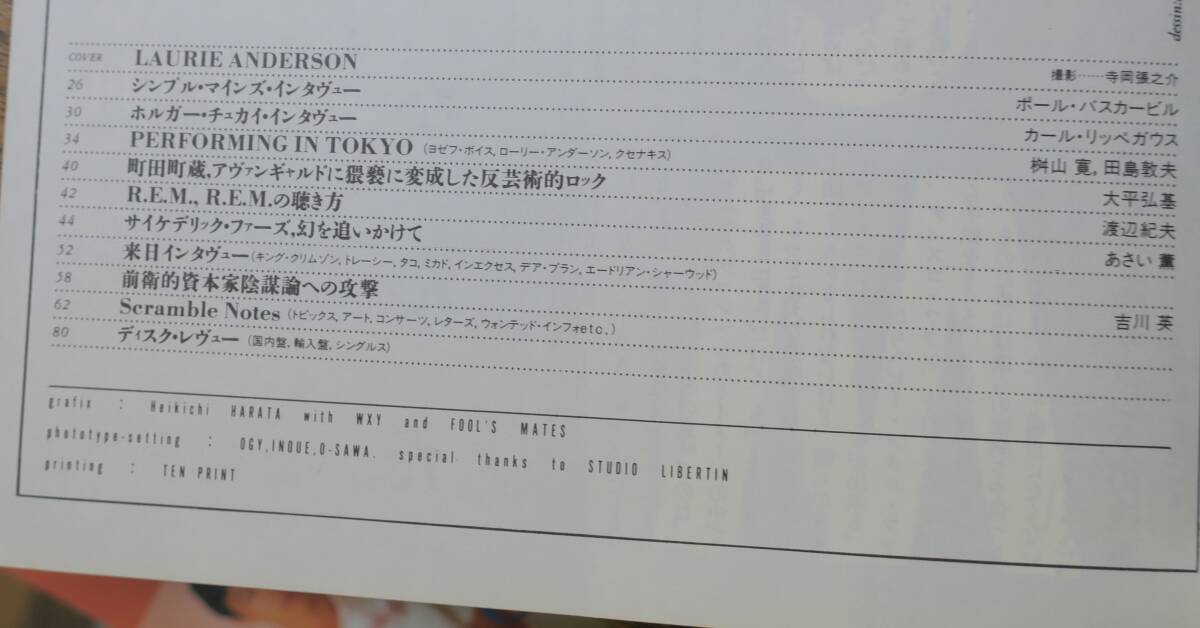 dessin:
COVER LAURIE ANDERSON 撮影……寺岡張之介
26 シンプル・マインズ・インタヴュー ポール・バスカービル
30 ホルガー・チュカイ・インタヴュー カール・リッペガウス
34 PERFORMING IN TOKYO (ヨゼフ・ボイス, ローリー・アンダーソン, クセナキス) 桝山 寛, 田島敦夫
40 町田町蔵, アヴァンギャルドに猥褻に変成した反芸術的ロック 大平弘基
42 R.E.M., R.E.M.の聴き方 渡辺紀夫
44 サイケデリック・ファーズ, 幻を追いかけて あさい 薫
52 来日インタヴュー (キング・クリムゾン, トレーシー, タコ, ミカド, インエクセス, デア・プラン, エードリアン・シャーウッド)
58 前衛的資本家陰謀論への攻撃 吉川 英
62 Scramble Notes (トピックス, アート, コンサーツ, レターズ, ウォンテッド・インフォetc.)
80 ディスク・レヴュー (国内盤, 輸入盤, シングルス)
grafix : Heikichi HARATA with WXY and FOOL'S MATES
phototype-setting : OGY,INOUE,O-SAWA. special thanks to STUDIO LIBERTIN
printing : TEN PRINT